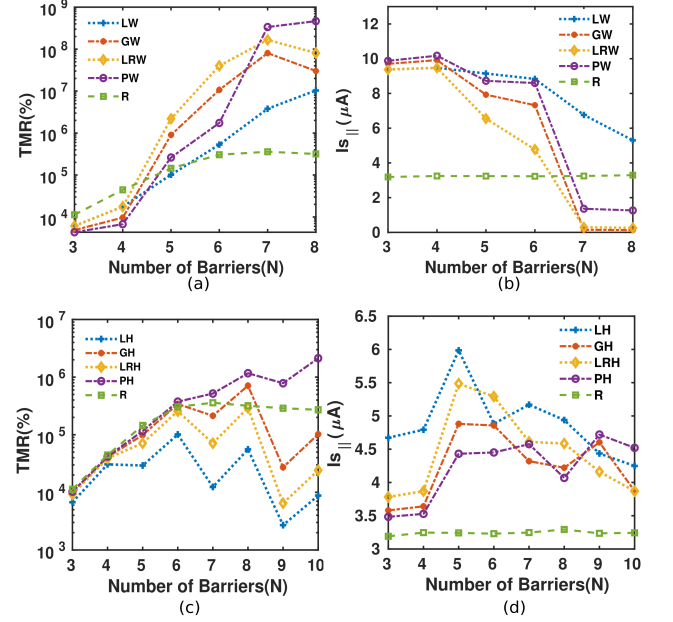 10^9
10^8
10^7
10^6
10^5
10^4
TMR(%)
LW
GW
LRW
PW
R
3 4 5 6 7 8
Number of Barriers(N)
(a)
12
10
8
6
4
2
0
Is|| (μA)
LW
GW
LRW
PW
R
3 4 5 6 7 8
Number of Barriers(N)
(b)
10^7
10^6
10^5
10^4
10^3
TMR(%)
LH
GH
LRH
PH
R
3 4 5 6 7 8 9 10
Number of Barriers(N)
(c)
6.5
6
5.5
5
4.5
4
3.5
3
Is|| (μA)
LH
GH
LRH
PH
R
3 4 5 6 7 8 9 10
Number of Barriers(N)
(d)